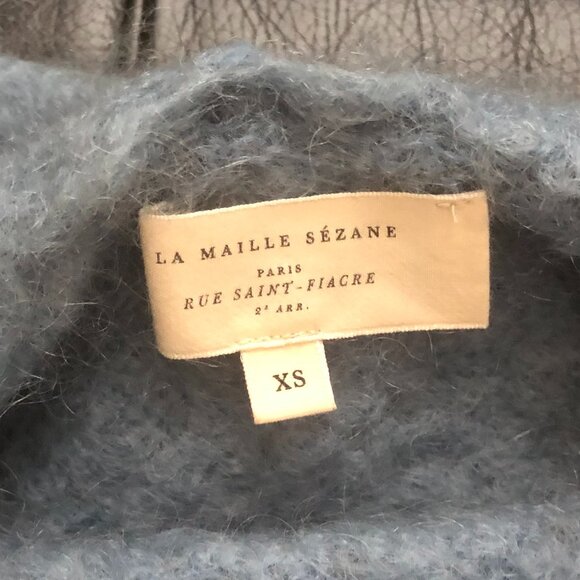 LA MAILLE SÉZANE
PARIS
RUE SAINT-FIACRE
2ᵉ ARR.
XS